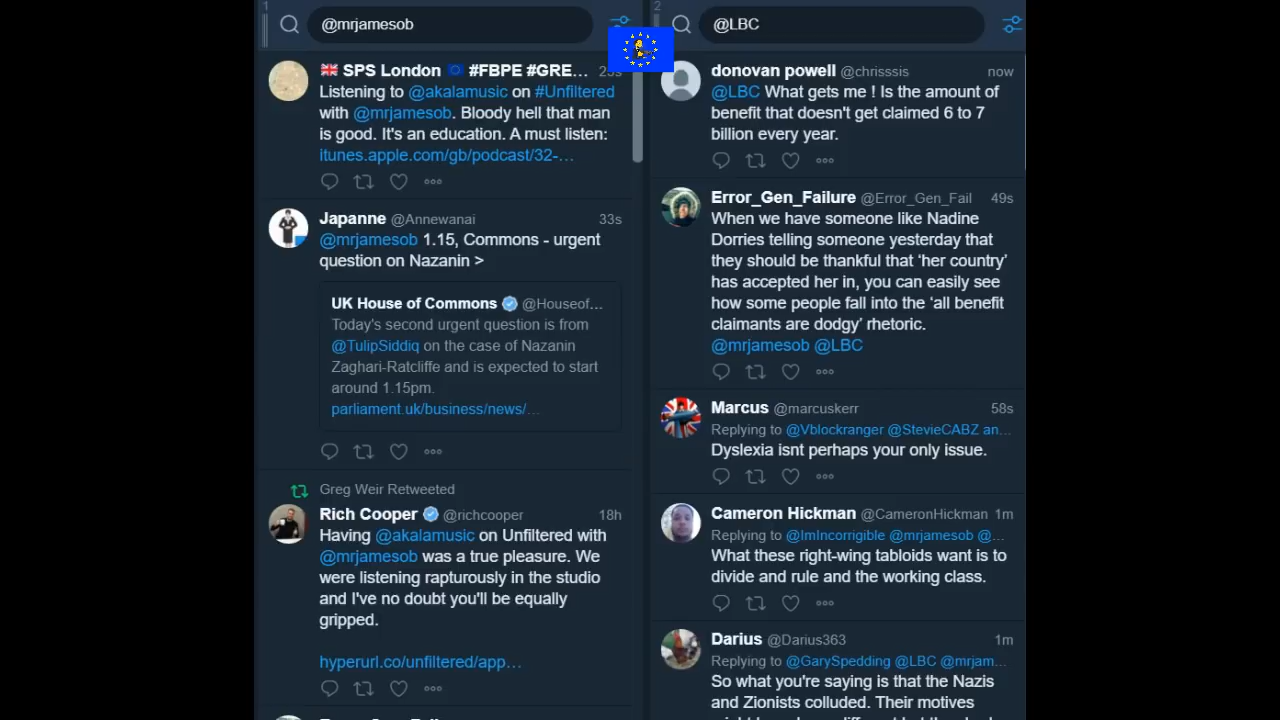 1
@mrjamesob
🇬🇧 SPS London 🇪🇺 #FBPE #GRE...
Listening to @akalamusic on #Unfiltered
with @mrjamesob. Bloody hell that man
is good. It's an education. A must listen:
itunes.apple.com/gb/podcast/32-...
Japanne @Annewanai 33s
@mrjamesob 1.15, Commons - urgent
question on Nazanin >
UK House of Commons @Houseof...
Today's second urgent question is from
@TulipSiddiq on the case of Nazanin
Zaghari-Ratcliffe and is expected to start
around 1.15pm.
parliament.uk/business/news/...
Greg Weir Retweeted
Rich Cooper @richcooper 18h
Having @akalamusic on Unfiltered with
@mrjamesob was a true pleasure. We
were listening rapturously in the studio
and I've no doubt you'll be equally
gripped.
hyperurl.co/unfiltered/app...
2
@LBC
donovan powell @chrisssis now
@LBC What gets me ! Is the amount of
benefit that doesn't get claimed 6 to 7
billion every year.
Error_Gen_Failure @Error_Gen_Fail 49s
When we have someone like Nadine
Dorries telling someone yesterday that
they should be thankful that ‘her country’
has accepted her in, you can easily see
how some people fall into the ‘all benefit
claimants are dodgy’ rhetoric.
@mrjamesob @LBC
Marcus @marcuskerr 58s
Replying to @Vblockranger @StevieCABZ an...
Dyslexia isnt perhaps your only issue.
Cameron Hickman @CameronHickman 1m
Replying to @ImIncorrigible @mrjamesob @...
What these right-wing tabloids want is to
divide and rule and the working class.
Darius @Darius363 1m
Replying to @GarySpedding @LBC @mrjam...
So what you're saying is that the Nazis
and Zionists colluded. Their motives